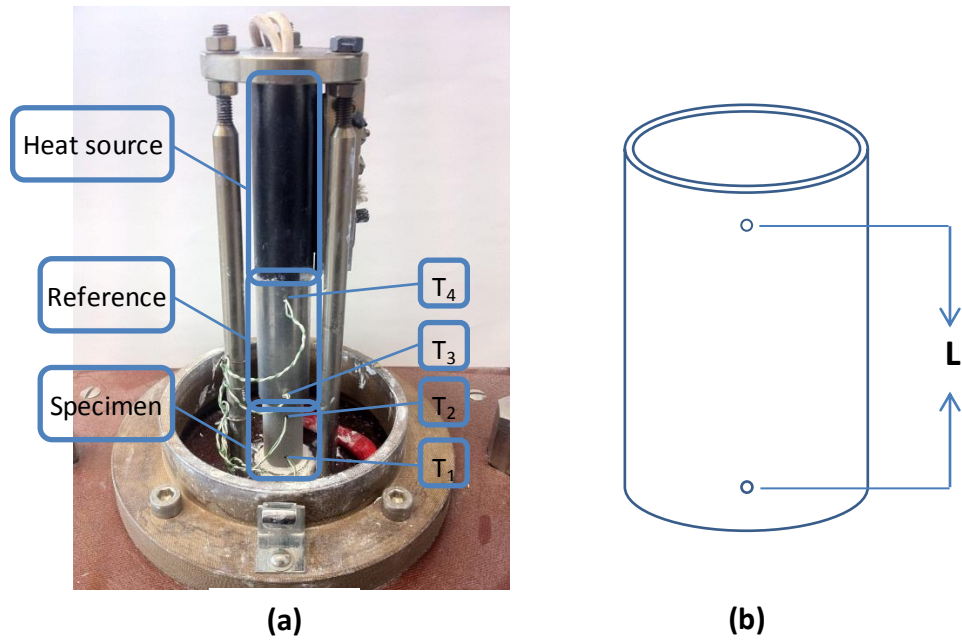 Heat source
Reference
Specimen
T₄
T₃
T₂
T₁
L
(a)
(b)